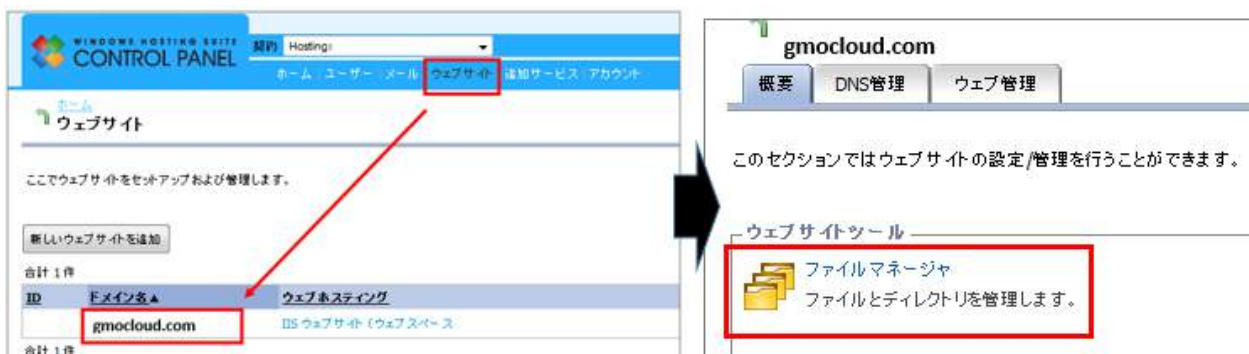 WINDOWS HOSTING SUITE
CONTROL PANEL
契約 Hosting:
ホーム ユーザー メール ウェブサイト 追加サービス アカウント
ホーム
ウェブサイト
ここでウェブサイトをセットアップおよび管理します。
新しいウェブサイトを追加
合計 1 件
ID ドメイン名▲ ウェブホスティング
gmocloud.com IIS ウェブサイト (ウェブスペース
合計 1 件
gmocloud.com
概要 DNS管理 ウェブ管理
このセクションではウェブサイトの設定/管理を行うことができます。
ウェブサイトツール
ファイルマネージャ
ファイルとディレクトリを管理します。